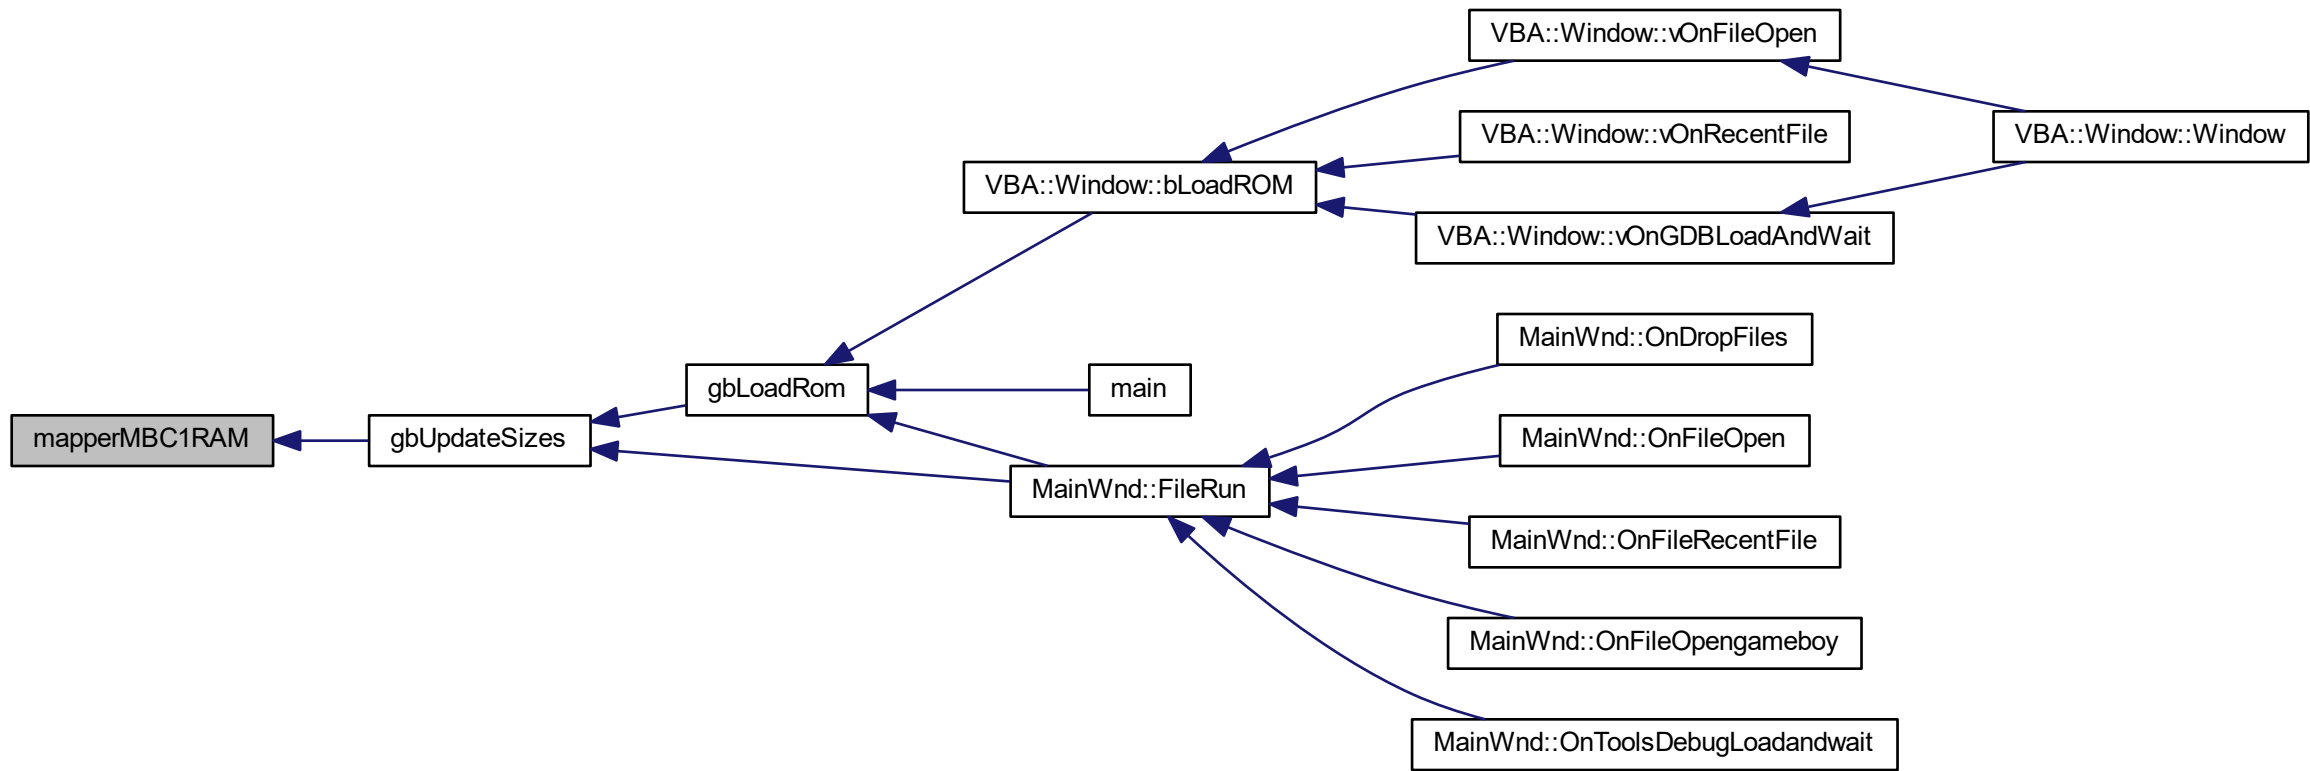 VBA::Window::vOnFileOpen
VBA::Window::vOnRecentFile
VBA::Window::Window
VBA::Window::bLoadROM
VBA::Window::vOnGDBLoadAndWait
MainWnd::OnDropFiles
gbLoadRom
main
mapperMBC1RAM
gbUpdateSizes
MainWnd::OnFileOpen
MainWnd::FileRun
MainWnd::OnFileRecentFile
MainWnd::OnFileOpengameboy
MainWnd::OnToolsDebugLoadandwait